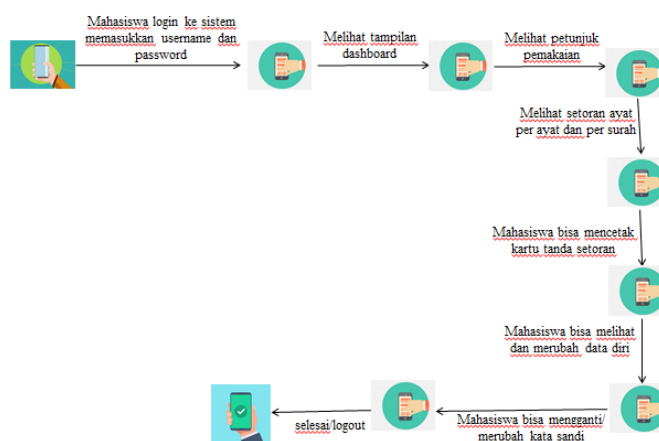 Mahasiswa login ke sistem
memasukkan username dan
password
Melihat tampilan
dashboard
Melihat petunjuk
pemakaian
Melihat setoran ayat
per ayat dan per surah
Mahasiswa bisa mencetak
kartu tanda setoran
Mahasiswa bisa melihat
dan merubah data diri
Mahasiswa bisa mengganti/
merubah kata sandi
selesai/logout